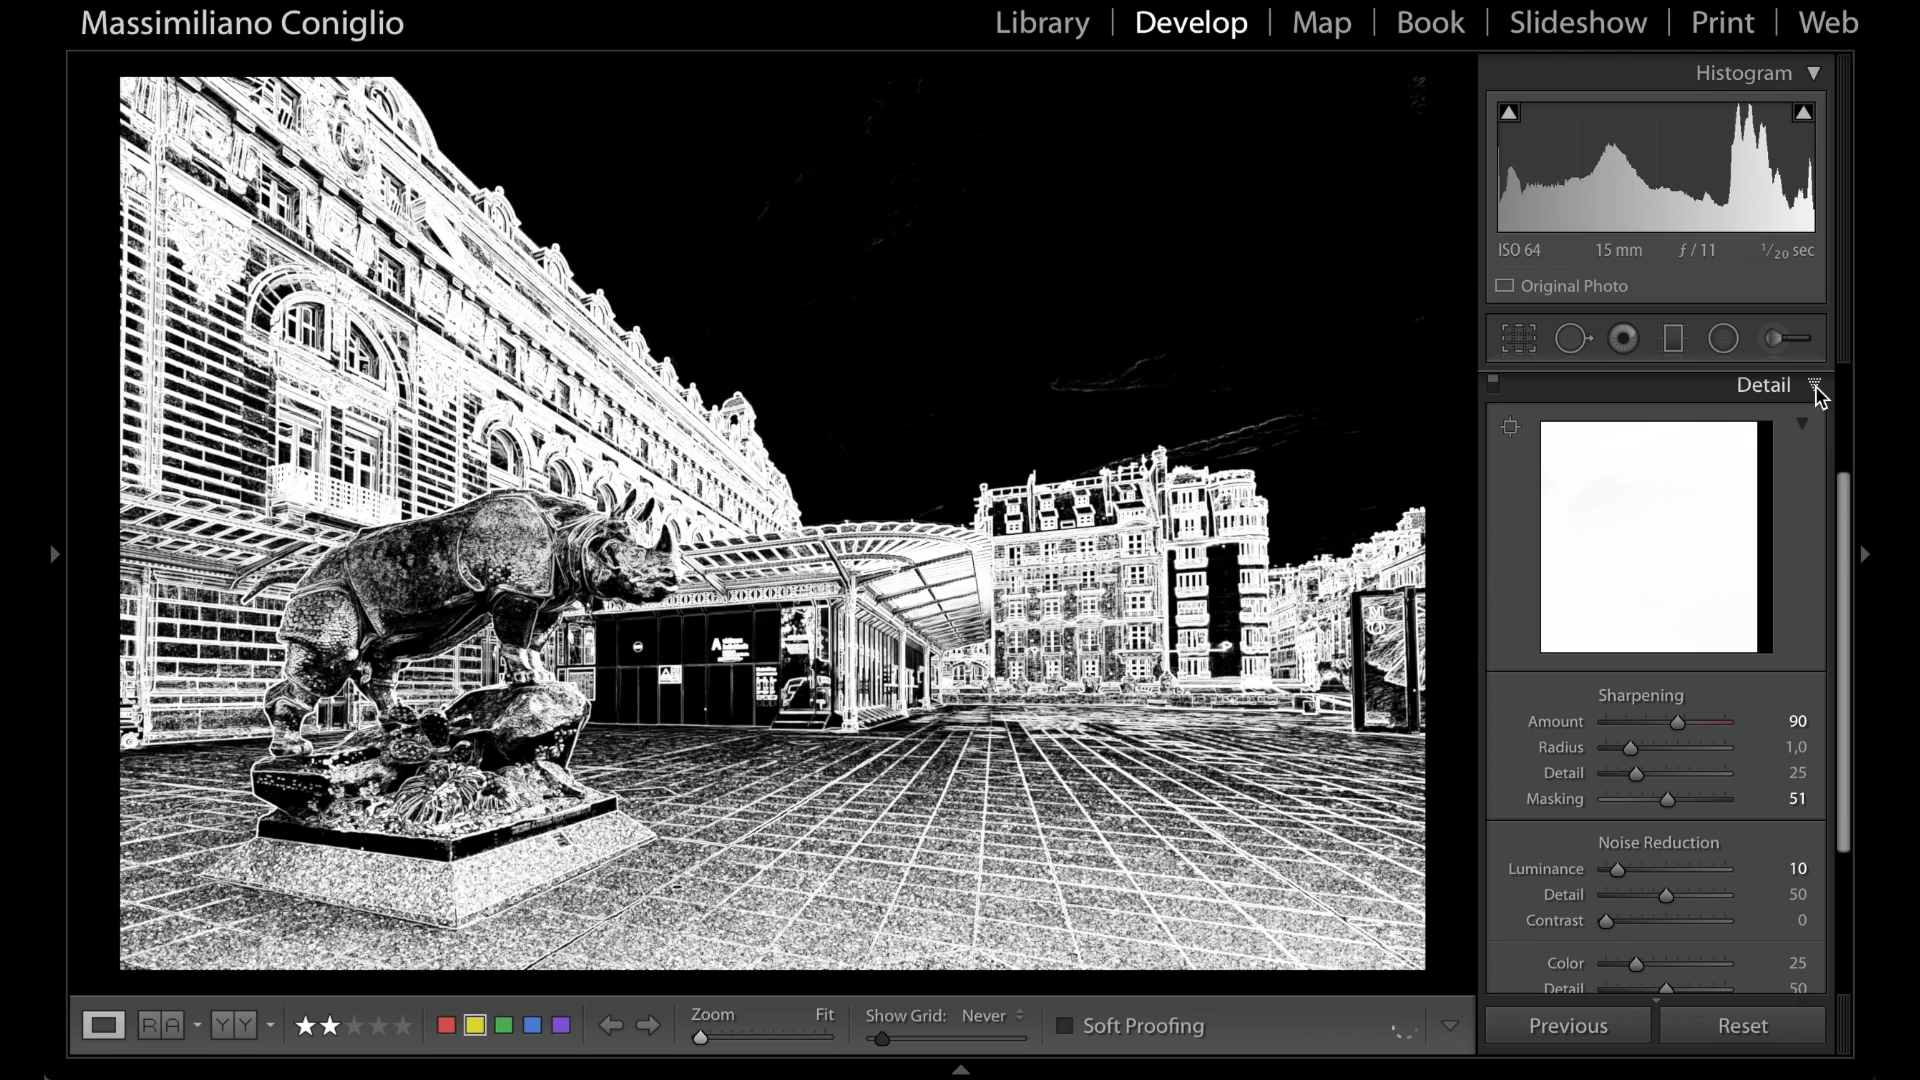 Massimiliano Coniglio
Library | Develop | Map | Book | Slideshow | Print | Web
Histogram
ISO 64 15 mm ƒ / 11 1/20 sec
Original Photo
Detail
Sharpening
Amount 90
Radius 1,0
Detail 25
Masking 51
Noise Reduction
Luminance 10
Detail 50
Contrast 0
Color 25
Detail 50
R A Y Y Zoom Fit Show Grid: Never Soft Proofing
Previous Reset